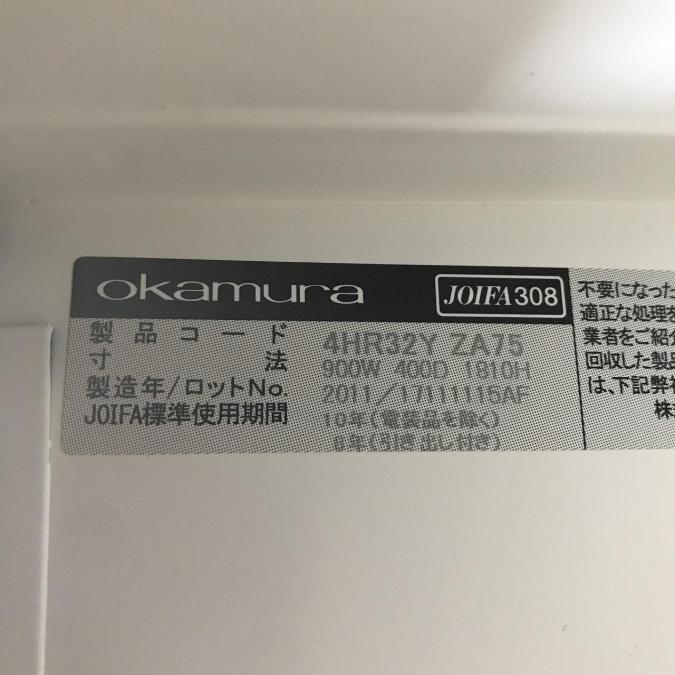 okamura
JOIFA308
製品コード 4HR32Y ZA75
寸法 900W 400D 1810H
製造年/ロットNo. 2011/17111115AF
JOIFA標準使用期間 10年(電装品を除く)
8年(引き出し付き)
不要になった
適正な処理を
業者をご紹介
回収した製品
は、下記弊社
株式